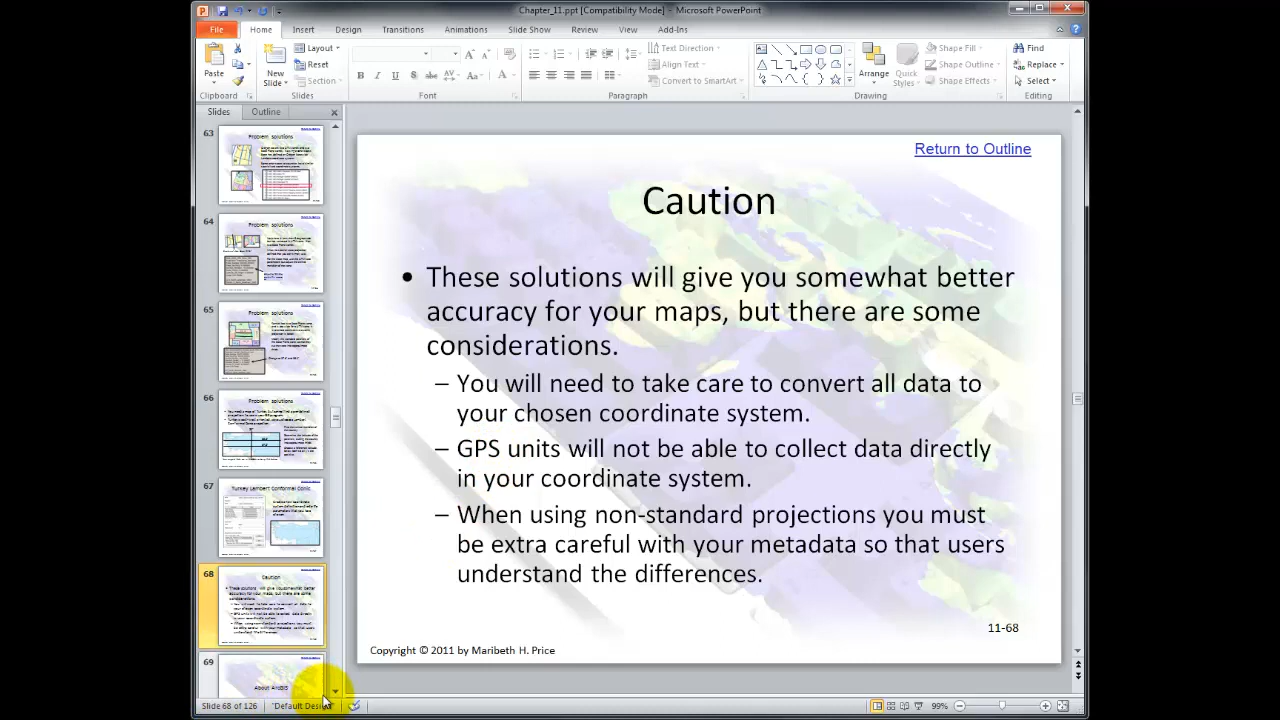 Chapter_11.ppt [Compatibility Mode] – Microsoft PowerPoint
File Home Insert Design Transitions Animations Slide Show Review View Add-Ins
Paste
Clipboard
New
Slide
Layout
Reset
Section
Slides
Font
Text Direction
Align Text
Convert to SmartArt
Paragraph
Arrange
Quick
Styles
Shape Fill
Shape Outline
Shape Effects
Drawing
Find
Replace
Select
Editing
Slides Outline
63
Problem solutions
64
Problem solutions
65
Problem solutions
66
Problem solutions
67
Turkey Lambert Conformal Conic
68
Caution
69
About ArcGIS
Return to Outline
Caution
These solutions will give you somewhat better
accuracy for your maps, but there are some
considerations.
– You will need to take care to convert all data to
your chosen coordinate system.
– GPS units will not be able to collect data directly
in your coordinate system.
– When using non-standard projections you must
be extra careful with your metadata so that users
understand the differences.
11-68
Copyright © 2011 by Maribeth H. Price
Slide 68 of 126 "Default Design" 99%